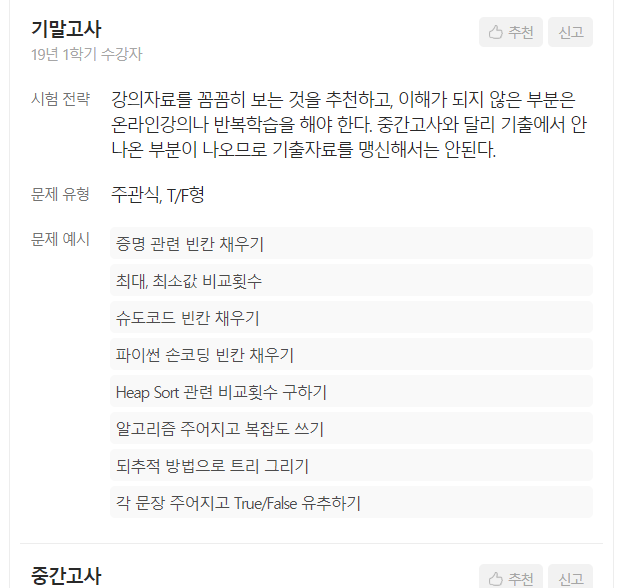 기말고사
추천
신고
19년 1학기 수강자
시험 전략
강의자료를 꼼꼼히 보는 것을 추천하고, 이해가 되지 않은 부분은
온라인강의나 반복학습을 해야 한다. 중간고사와 달리 기출에서 안
나온 부분이 나오므로 기출자료를 맹신해서는 안된다.
문제 유형
주관식, T/F형
문제 예시
증명 관련 빈칸 채우기
최대, 최소값 비교횟수
슈도코드 빈칸 채우기
파이썬 손코딩 빈칸 채우기
Heap Sort 관련 비교횟수 구하기
알고리즘 주어지고 복잡도 쓰기
되추적 방법으로 트리 그리기
각 문장 주어지고 True/False 유추하기
중간고사
추천
신고